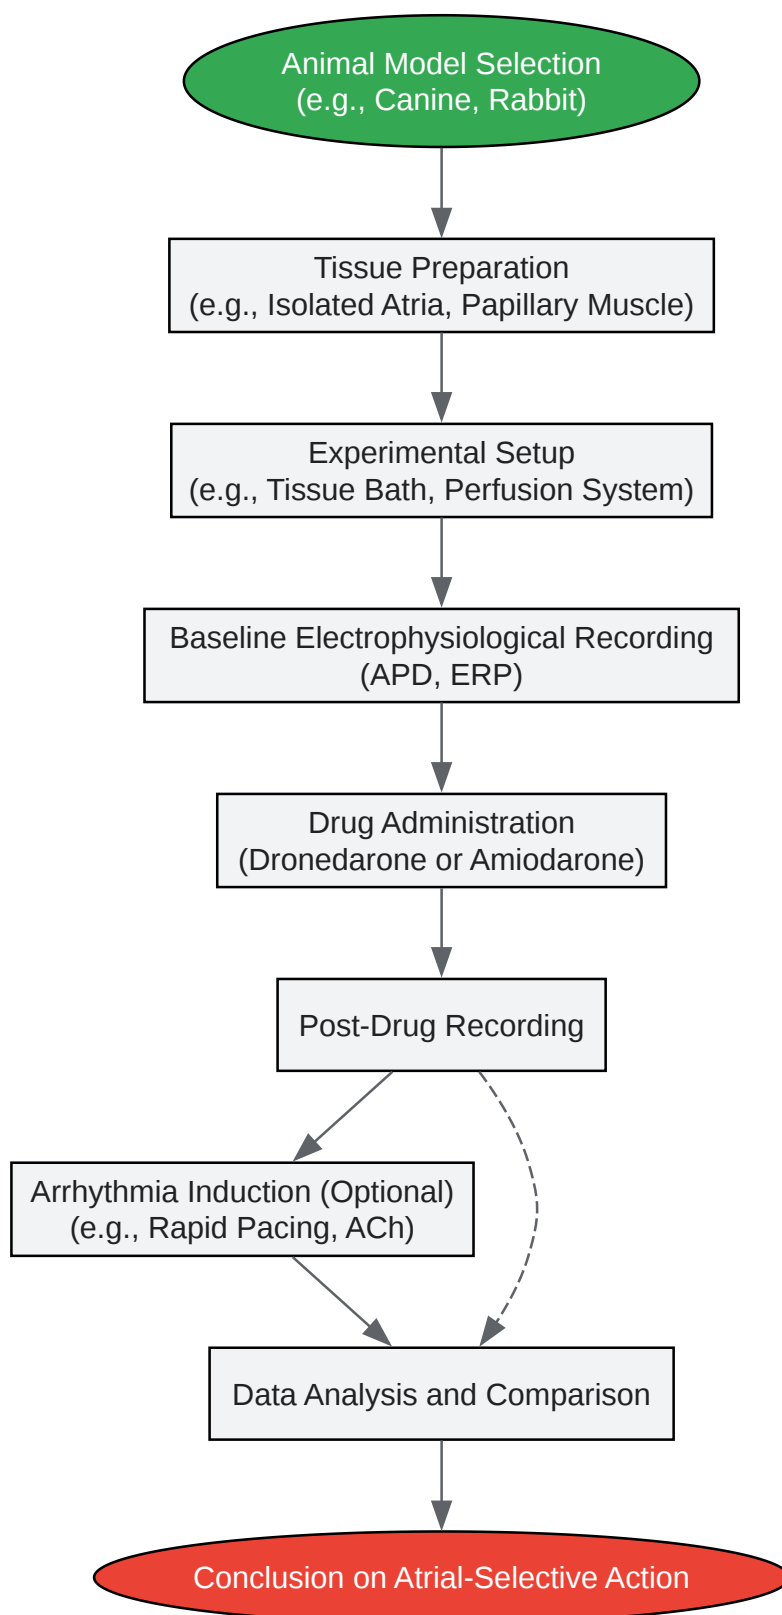 Animal Model Selection
(e.g., Canine, Rabbit)
Tissue Preparation
(e.g., Isolated Atria, Papillary Muscle)
Experimental Setup
(e.g., Tissue Bath, Perfusion System)
Baseline Electrophysiological Recording
(APD, ERP)
Drug Administration
(Dronedarone or Amiodarone)
Post-Drug Recording
Arrhythmia Induction (Optional)
(e.g., Rapid Pacing, ACh)
Data Analysis and Comparison
Conclusion on Atrial-Selective Action